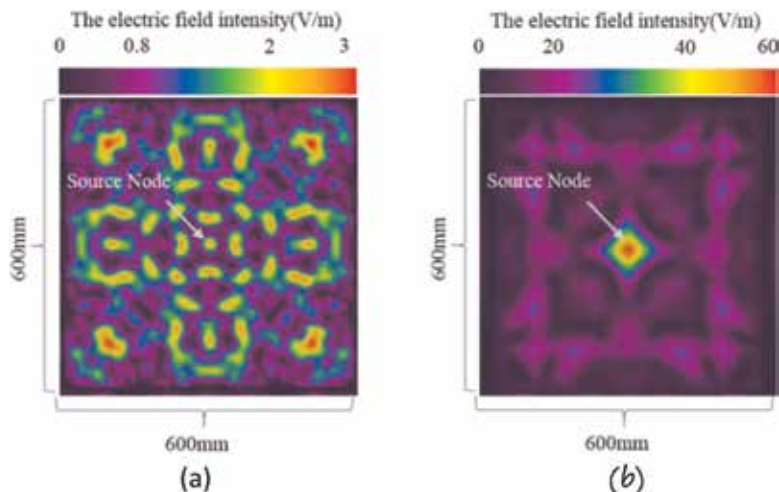 The electric field intensity(V/m)
0 0.8 2 3
Source Node
600mm
600mm
(a)
The electric field intensity(V/m)
0 20 40 60
Source Node
600mm
600mm
(b)